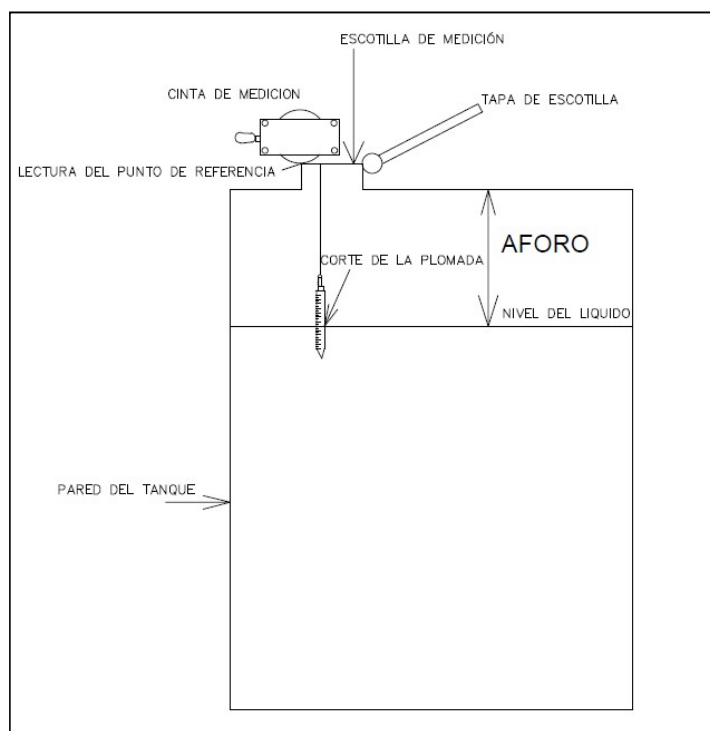 ESCOTILLA DE MEDICIÓN
CINTA DE MEDICION
TAPA DE ESCOTILLA
LECTURA DEL PUNTO DE REFERENCIA
AFORO
CORTE DE LA PLOMADA
NIVEL DEL LIQUIDO
PARED DEL TANQUE